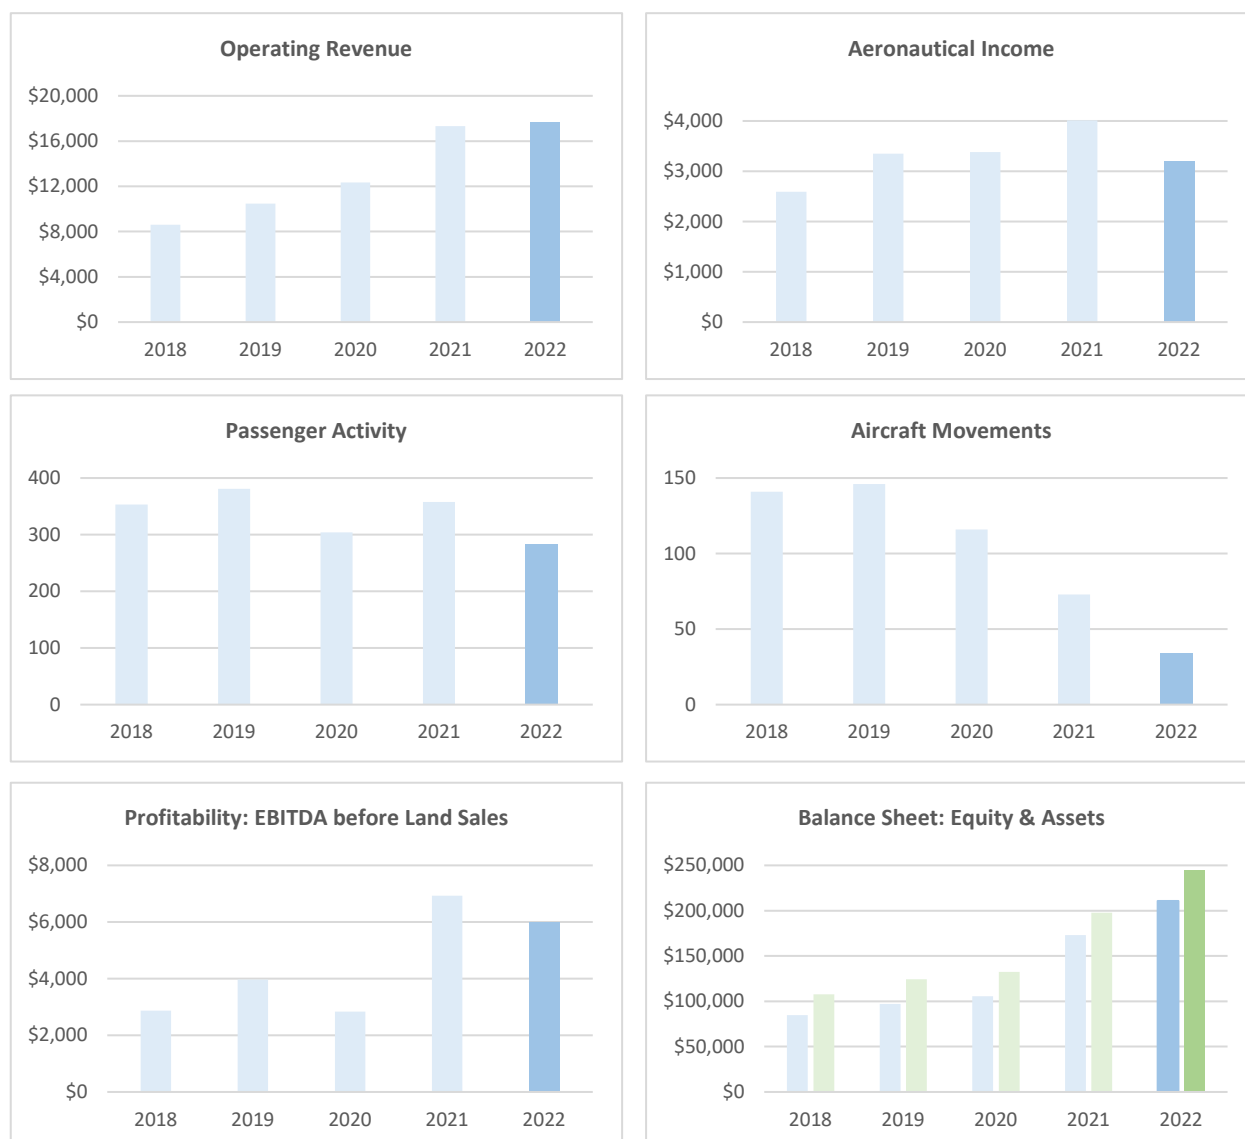 Operating Revenue
$20,000
$16,000
$12,000
$8,000
$4,000
$0
2018 2019 2020 2021 2022
Aeronautical Income
$4,000
$3,000
$2,000
$1,000
$0
2018 2019 2020 2021 2022
Passenger Activity
400
300
200
100
0
2018 2019 2020 2021 2022
Aircraft Movements
150
100
50
0
2018 2019 2020 2021 2022
Profitability: EBITDA before Land Sales
$8,000
$6,000
$4,000
$2,000
$0
2018 2019 2020 2021 2022
Balance Sheet: Equity & Assets
$250,000
$200,000
$150,000
$100,000
$50,000
$0
2018 2019 2020 2021 2022